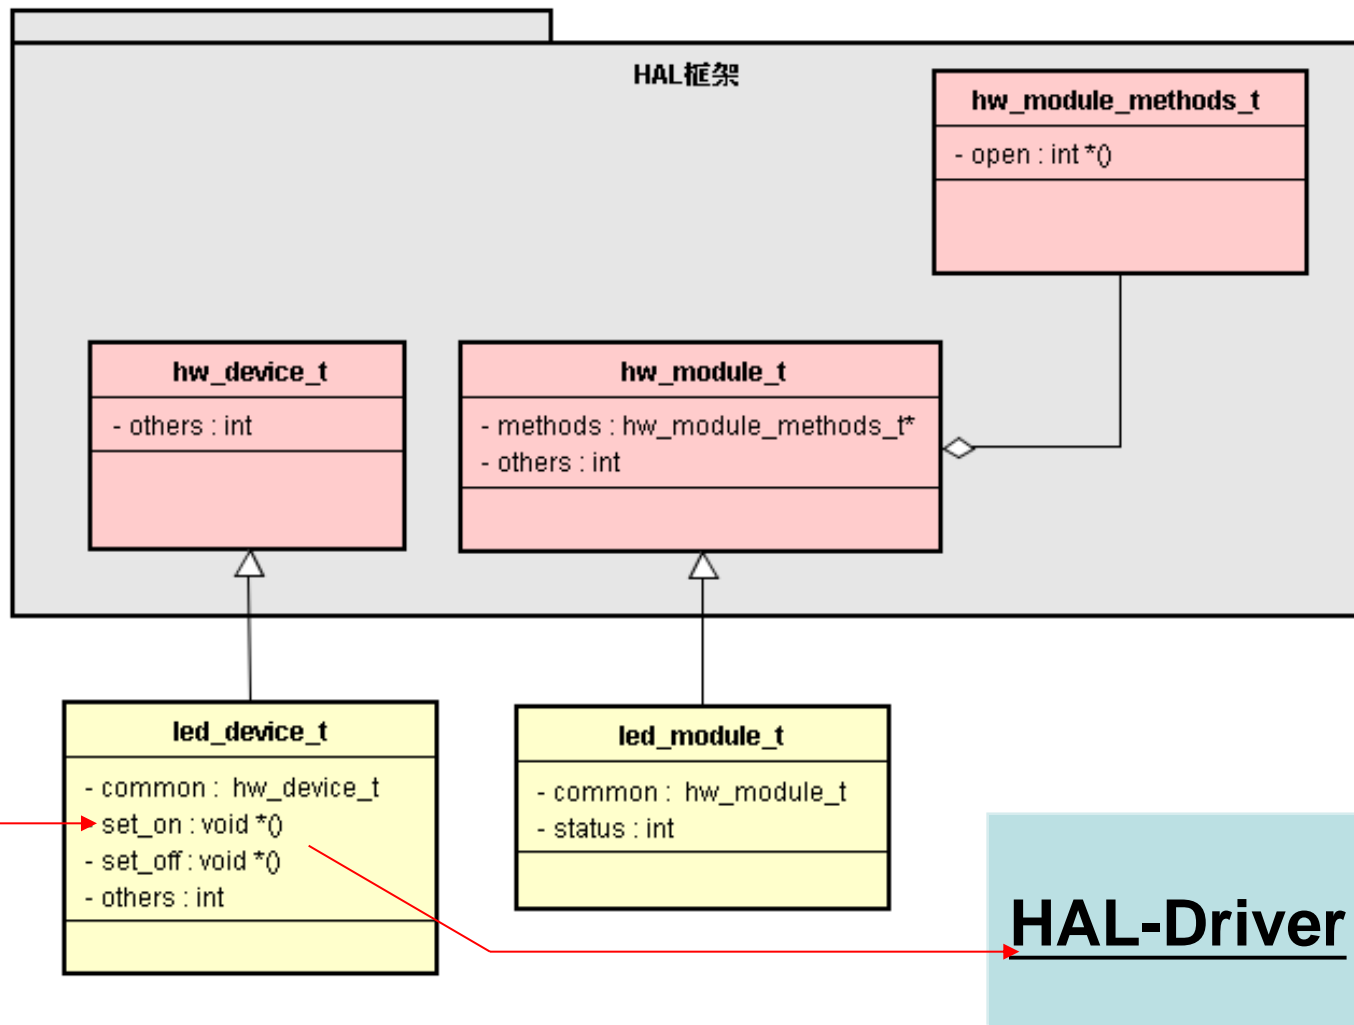 HAL框架
hw_module_methods_t
- open : int *()
hw_device_t
- others : int
hw_module_t
- methods : hw_module_methods_t*
- others : int
led_device_t
- common : hw_device_t
- set_on : void *()
- set_off : void *()
- others : int
led_module_t
- common : hw_module_t
- status : int
HAL-Driver